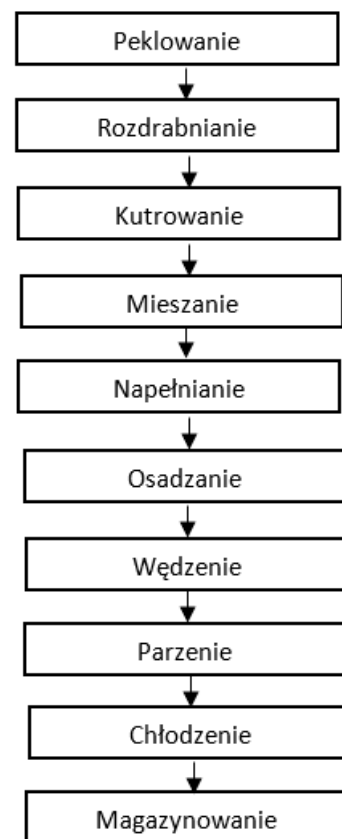 Peklowanie
Rozdrabnianie
Kutrowanie
Mieszanie
Napełnianie
Osadzanie
Wędzenie
Parzenie
Chłodzenie
Magazynowanie